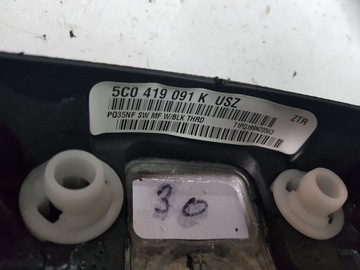 5C0 419 091 K USZ
PQ35NF SW MF W/BLK THRD
ZTR
30